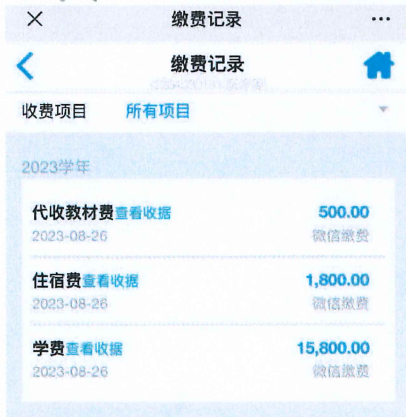 缴费记录
缴费记录
收费项目 所有项目
2023学年
代收教材费查看收据 500.00
2023-08-26 微信缴费
住宿费查看收据 1,800.00
2023-08-26 微信缴费
学费查看收据 15,800.00
2023-08-26 微信缴费